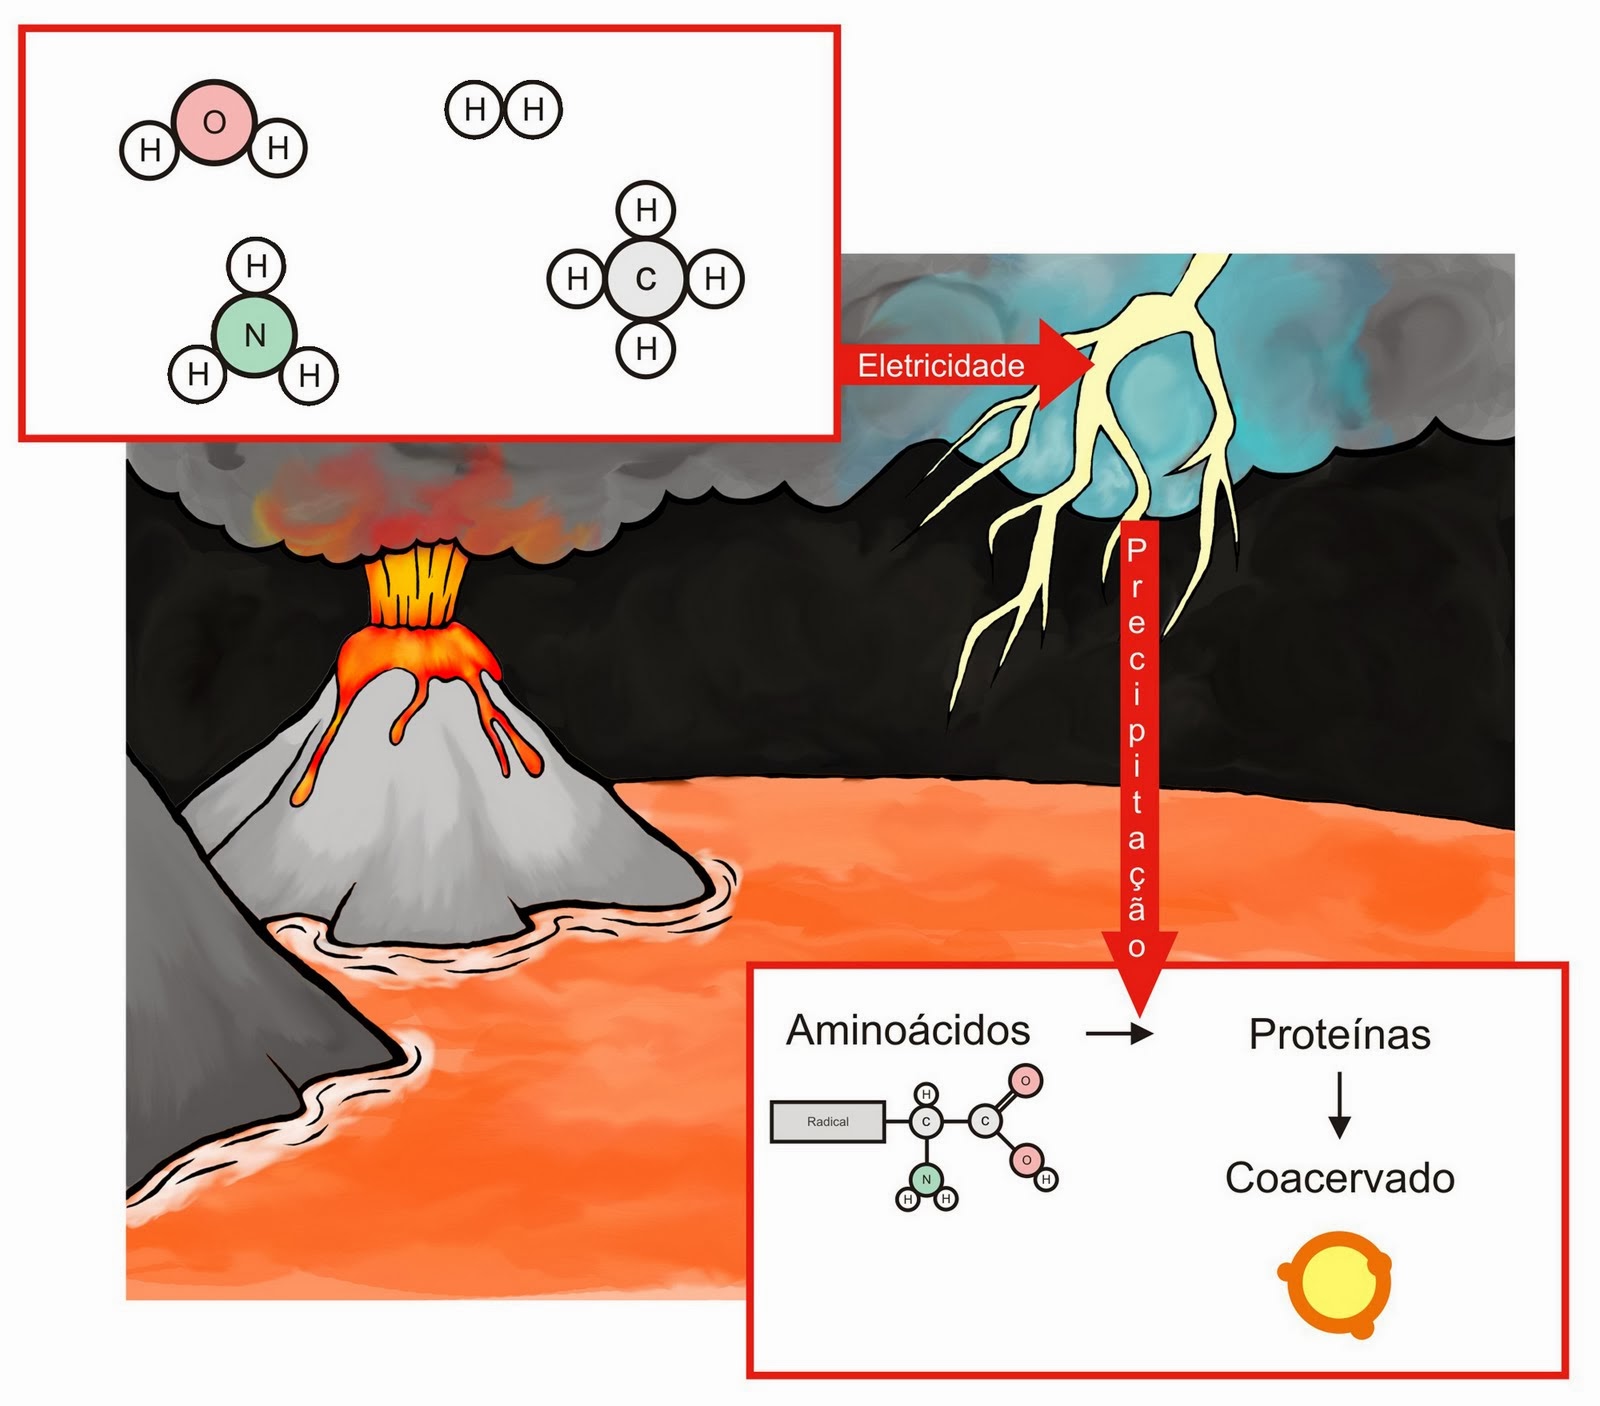 H O H
H H
H
N
H H
H
H C H
H
Eletricidade
Precipitação
Aminoácidos
Proteínas
Radical
H
C
C
O
O
H
N
H H
Coacervado